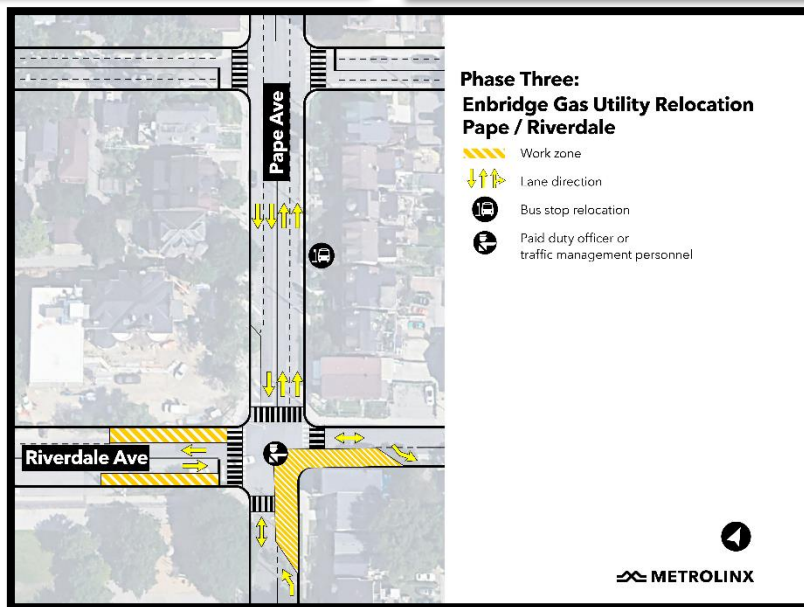 Phase Three:
Enbridge Gas Utility Relocation
Pape / Riverdale
Work zone
Lane direction
Bus stop relocation
Paid duty officer or
traffic management personnel
Pape Ave
Riverdale Ave
METROLINX